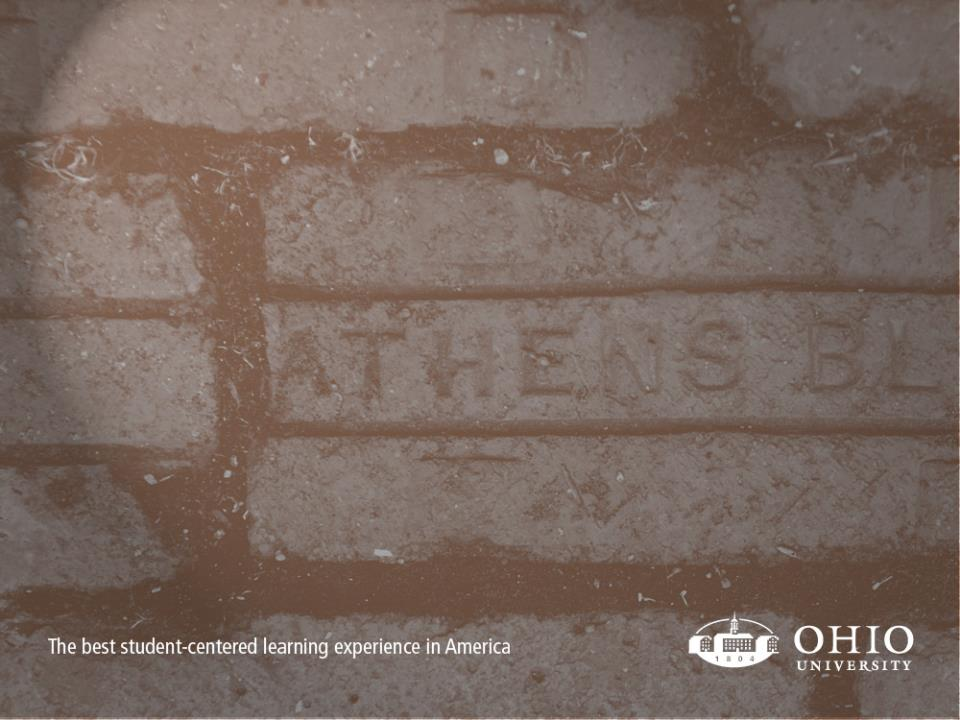 ATHENS BL
The best student-centered learning experience in America
1804
OHIO
UNIVERSITY